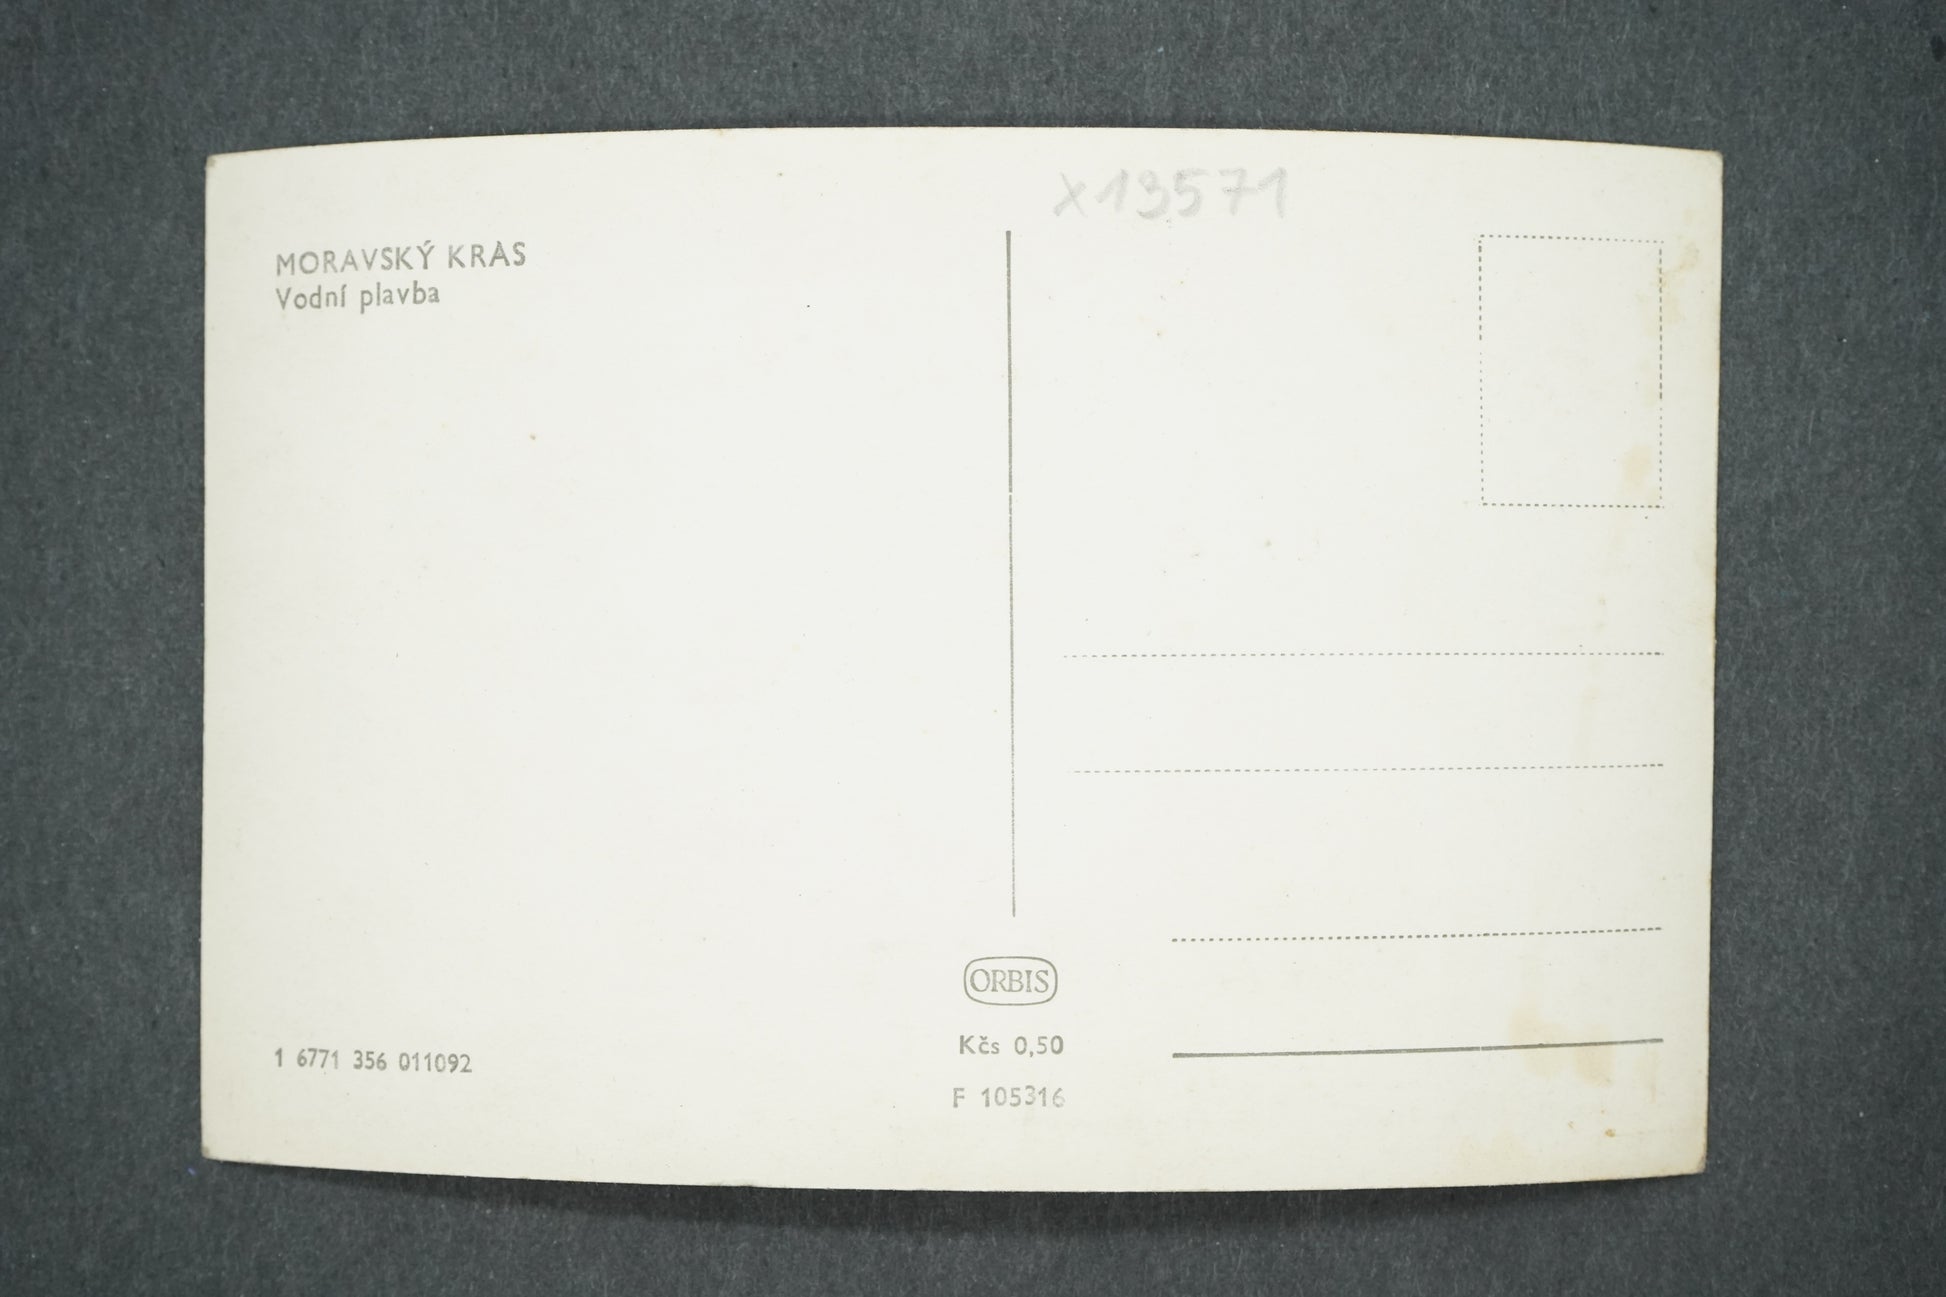 x13571
MORAVSKÝ KRAS
Vodní plavba
ORBIS
Kčs 0,50
F 105316
1 6771 356 011092